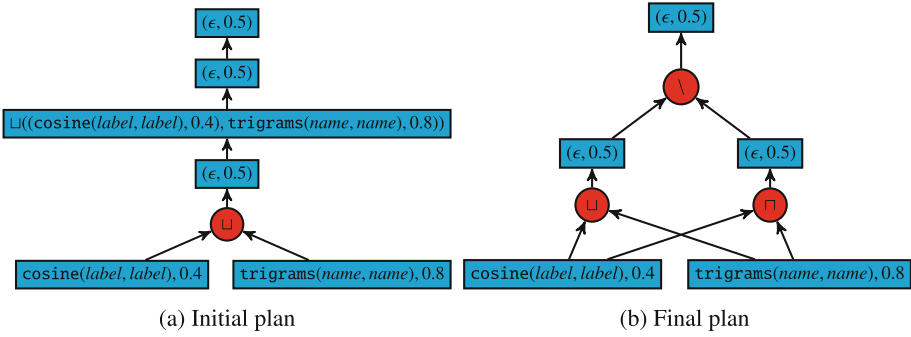 (ϵ, 0.5)
(ϵ, 0.5)
⊔((cosine(label, label), 0.4), trigrams(name, name), 0.8))
(ϵ, 0.5)
⊔
cosine(label, label), 0.4
trigrams(name, name), 0.8
(a) Initial plan
(ϵ, 0.5)
\
(ϵ, 0.5)
(ϵ, 0.5)
⊔
⊓
cosine(label, label), 0.4
trigrams(name, name), 0.8
(b) Final plan